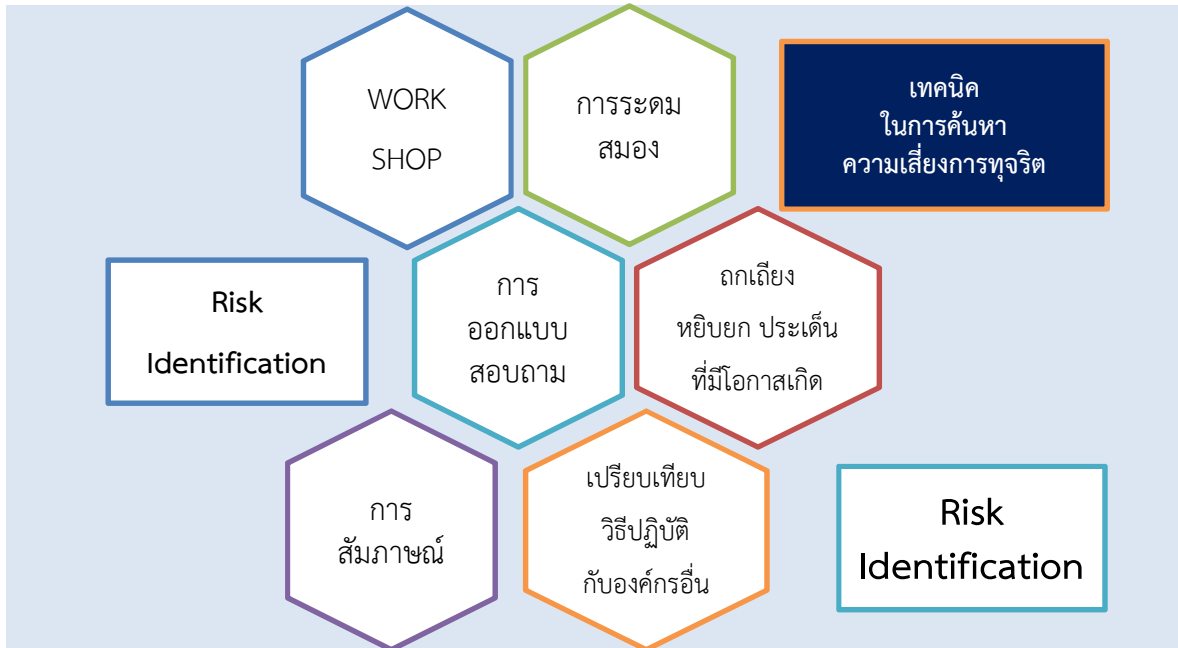 WORK
SHOP
การระดม
สมอง
เทคนิค
ในการค้นหา
ความเสี่ยงการทุจริต
Risk
Identification
การ
ออกแบบ
สอบถาม
ถกเถียง
หยิบยก ประเด็น
ที่มีโอกาสเกิด
การ
สัมภาษณ์
เปรียบเทียบ
วิธีปฏิบัติ
กับองค์กรอื่น
Risk
Identification